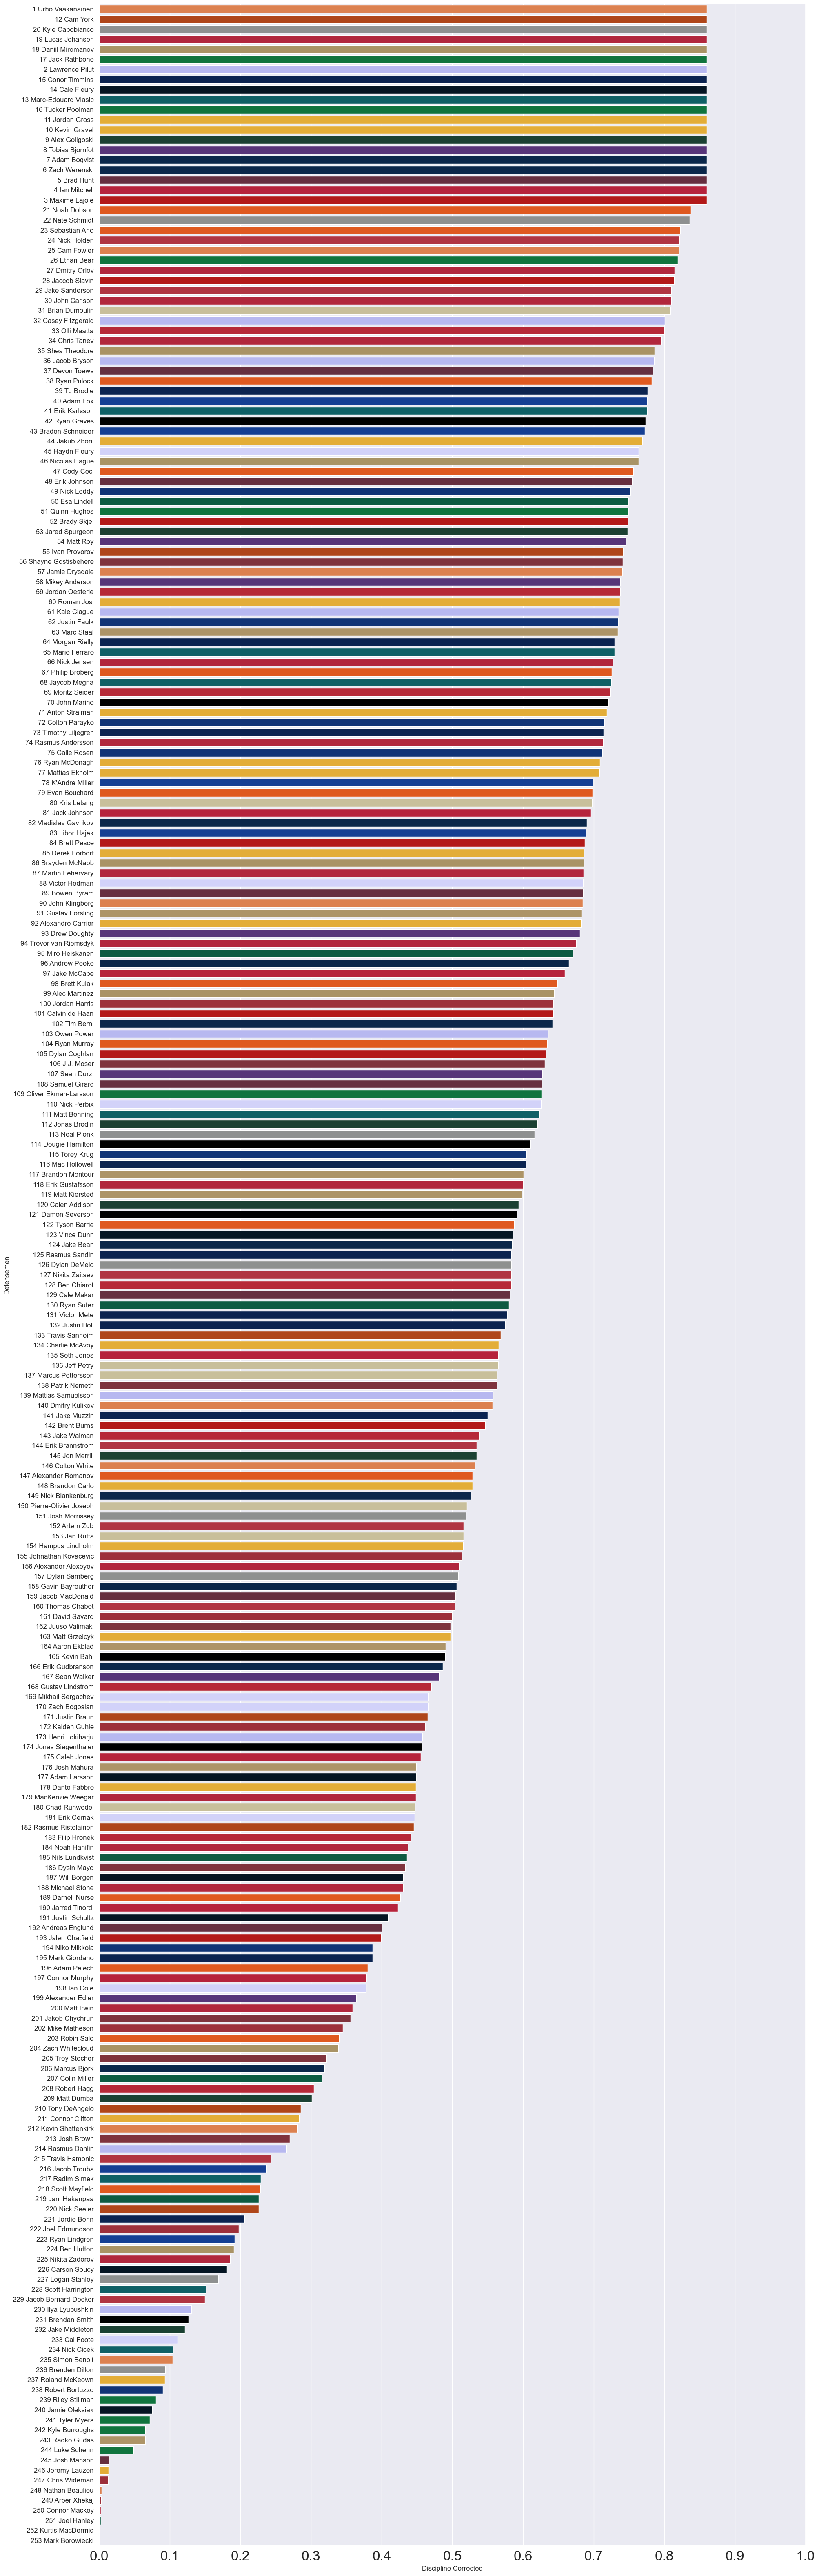 1 Urho Vaakanainen
12 Cam York
20 Kyle Capobianco
19 Lucas Johansen
18 Daniil Miromanov
17 Jack Rathbone
2 Lawrence Pilut
15 Conor Timmins
14 Cale Fleury
13 Marc-Edouard Vlasic
16 Tucker Poolman
11 Jordan Gross
10 Kevin Gravel
9 Alex Goligoski
8 Tobias Bjornfot
7 Adam Boqvist
6 Zach Werenski
5 Brad Hunt
4 Ian Mitchell
3 Maxime Lajoie
21 Noah Dobson
22 Nate Schmidt
23 Sebastian Aho
24 Nick Holden
25 Cam Fowler
26 Ethan Bear
27 Dmitry Orlov
28 Jaccob Slavin
29 Jake Sanderson
30 John Carlson
31 Brian Dumoulin
32 Casey Fitzgerald
33 Olli Maatta
34 Chris Tanev
35 Shea Theodore
36 Jacob Bryson
37 Devon Toews
38 Ryan Pulock
39 TJ Brodie
40 Adam Fox
41 Erik Karlsson
42 Ryan Graves
43 Braden Schneider
44 Jakub Zboril
45 Haydn Fleury
46 Nicolas Hague
47 Cody Ceci
48 Erik Johnson
49 Nick Leddy
50 Esa Lindell
51 Quinn Hughes
52 Brady Skjei
53 Jared Spurgeon
54 Matt Roy
55 Ivan Provorov
56 Shayne Gostisbehere
57 Jamie Drysdale
58 Mikey Anderson
59 Jordan Oesterle
60 Roman Josi
61 Kale Clague
62 Justin Faulk
63 Marc Staal
64 Morgan Rielly
65 Mario Ferraro
66 Nick Jensen
67 Philip Broberg
68 Jaycob Megna
69 Moritz Seider
70 John Marino
71 Anton Stralman
72 Colton Parayko
73 Timothy Liljegren
74 Rasmus Andersson
75 Calle Rosen
76 Ryan McDonagh
77 Mattias Ekholm
78 K'Andre Miller
79 Evan Bouchard
80 Kris Letang
81 Jack Johnson
82 Vladislav Gavrikov
83 Libor Hajek
84 Brett Pesce
85 Derek Forbort
86 Brayden McNabb
87 Martin Fehervary
88 Victor Hedman
89 Bowen Byram
90 John Klingberg
91 Gustav Forsling
92 Alexandre Carrier
93 Drew Doughty
94 Trevor van Riemsdyk
95 Miro Heiskanen
96 Andrew Peeke
97 Jake McCabe
98 Brett Kulak
99 Alec Martinez
100 Jordan Harris
101 Calvin de Haan
102 Tim Berni
103 Owen Power
104 Ryan Murray
105 Dylan Coghlan
106 J.J. Moser
107 Sean Durzi
108 Samuel Girard
109 Oliver Ekman-Larsson
110 Nick Perbix
111 Matt Benning
112 Jonas Brodin
113 Neal Pionk
114 Dougie Hamilton
115 Torey Krug
116 Mac Hollowell
117 Brandon Montour
118 Erik Gustafsson
119 Matt Kiersted
120 Calen Addison
121 Damon Severson
122 Tyson Barrie
123 Vince Dunn
124 Jake Bean
125 Rasmus Sandin
126 Dylan DeMelo
127 Nikita Zaitsev
128 Ben Chiarot
129 Cale Makar
130 Ryan Suter
131 Victor Mete
132 Justin Holl
133 Travis Sanheim
134 Charlie McAvoy
135 Seth Jones
136 Jeff Petry
137 Marcus Pettersson
138 Patrik Nemeth
139 Mattias Samuelsson
140 Dmitry Kulikov
141 Jake Muzzin
142 Brent Burns
143 Jake Walman
144 Erik Brannstrom
145 Jon Merrill
146 Colton White
147 Alexander Romanov
148 Brandon Carlo
149 Nick Blankenburg
150 Pierre-Olivier Joseph
151 Josh Morrissey
152 Artem Zub
153 Jan Rutta
154 Hampus Lindholm
155 Johnathan Kovacevic
156 Alexander Alexeyev
157 Dylan Samberg
158 Gavin Bayreuther
159 Jacob MacDonald
160 Thomas Chabot
161 David Savard
162 Juuso Valimaki
163 Matt Grzelcyk
164 Aaron Ekblad
165 Kevin Bahl
166 Erik Gudbranson
167 Sean Walker
168 Gustav Lindstrom
169 Mikhail Sergachev
170 Zach Bogosian
171 Justin Braun
172 Kaiden Guhle
173 Henri Jokiharju
174 Jonas Siegenthaler
175 Caleb Jones
176 Josh Mahura
177 Adam Larsson
178 Dante Fabbro
179 MacKenzie Weegar
180 Chad Ruhwedel
181 Erik Cernak
182 Rasmus Ristolainen
183 Filip Hronek
184 Noah Hanifin
185 Nils Lundkvist
186 Dysin Mayo
187 Will Borgen
188 Michael Stone
189 Darnell Nurse
190 Jarred Tinordi
191 Justin Schultz
192 Andreas Englund
193 Jalen Chatfield
194 Niko Mikkola
195 Mark Giordano
196 Adam Pelech
197 Connor Murphy
198 Ian Cole
199 Alexander Edler
200 Matt Irwin
201 Jakob Chychrun
202 Mike Matheson
203 Robin Salo
204 Zach Whitecloud
205 Troy Stecher
206 Marcus Bjork
207 Colin Miller
208 Robert Hagg
209 Matt Dumba
210 Tony DeAngelo
211 Connor Clifton
212 Kevin Shattenkirk
213 Josh Brown
214 Rasmus Dahlin
215 Travis Hamonic
216 Jacob Trouba
217 Radim Simek
218 Scott Mayfield
219 Jani Hakanpaa
220 Nick Seeler
221 Jordie Benn
222 Joel Edmundson
223 Ryan Lindgren
224 Ben Hutton
225 Nikita Zadorov
226 Carson Soucy
227 Logan Stanley
228 Scott Harrington
229 Jacob Bernard-Docker
230 Ilya Lyubushkin
231 Brendan Smith
232 Jake Middleton
233 Cal Foote
234 Nick Cicek
235 Simon Benoit
236 Brenden Dillon
237 Roland McKeown
238 Robert Bortuzzo
239 Riley Stillman
240 Jamie Oleksiak
241 Tyler Myers
242 Kyle Burroughs
243 Radko Gudas
244 Luke Schenn
245 Josh Manson
246 Jeremy Lauzon
247 Chris Wideman
248 Nathan Beaulieu
249 Arber Xhekaj
250 Connor Mackey
251 Joel Hanley
252 Kurtis MacDermid
253 Mark Borowiecki
Defensemen
0.0 0.1 0.2 0.3 0.4 0.5 0.6 0.7 0.8 0.9 1.0
Discipline Corrected